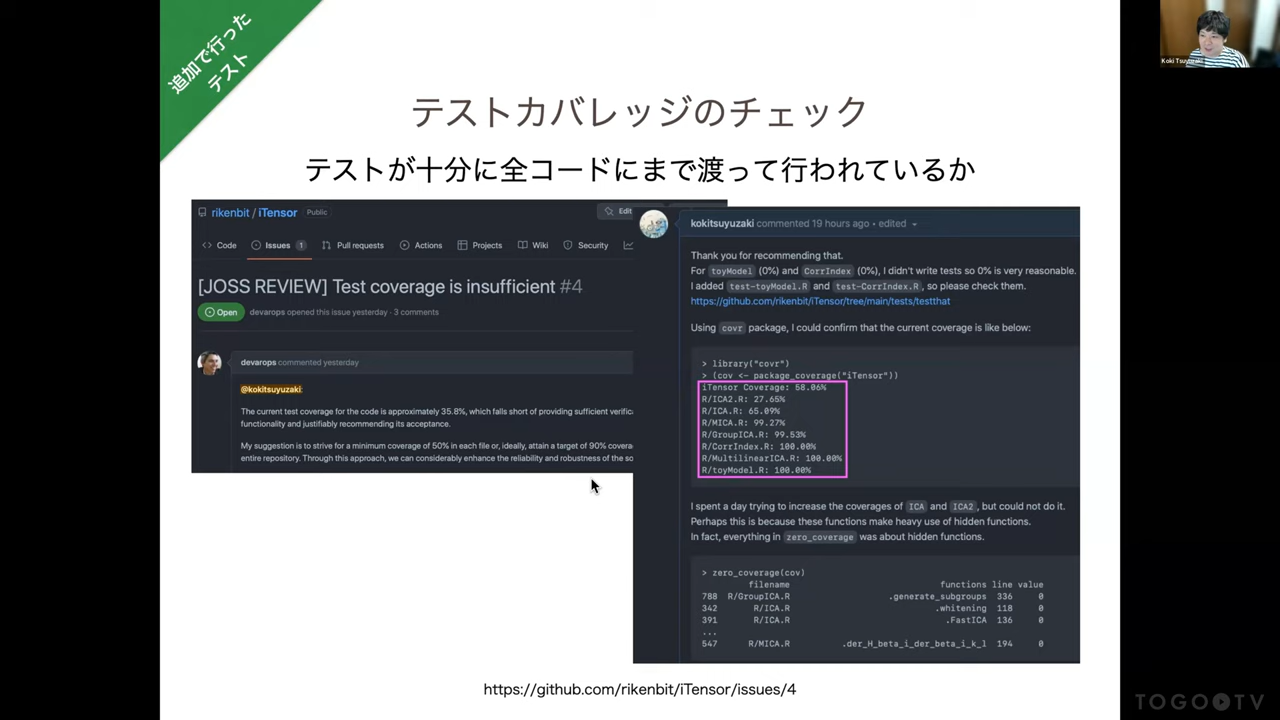 追加で行った
テスト
テストカバレッジのチェック
テストが十分に全コードにまで渡って行われているか
rikenbit / iTensor Public
Edit
Code Issues 1 Pull requests Actions Projects Wiki Security
[JOSS REVIEW] Test coverage is insufficient #4
Open devarops opened this issue yesterday · 3 comments
devarops commented yesterday
@kokitsuyuzaki:
The current test coverage for the code is approximately 35.8%, which falls short of providing sufficient verific
functionality and justifiably recommending its acceptance.
My suggestion is to strive for a minimum coverage of 50% in each file or, ideally, attain a target of 90% covera
entire repository. Through this approach, we can considerably enhance the reliability and robustness of the so
kokitsuyuzaki commented 19 hours ago • edited
Thank you for recommending that.
For toyModel (0%) and CorrIndex (0%), I didn't write tests so 0% is very reasonable.
I added test-toyModel.R and test-CorrIndex.R, so please check them.
https://github.com/rikenbit/iTensor/tree/main/tests/testthat
Using covr package, I could confirm that the current coverage is like below:
> library("covr")
> (cov <- package_coverage("iTensor"))
iTensor Coverage: 58.06%
R/ICA2.R: 27.65%
R/ICA.R: 65.09%
R/MICA.R: 99.27%
R/GroupICA.R: 99.53%
R/CorrIndex.R: 100.00%
R/MultilinearICA.R: 100.00%
R/toyModel.R: 100.00%
I spent a day trying to increase the coverages of ICA and ICA2, but could not do it.
Perhaps this is because these functions make heavy use of hidden functions.
In fact, everything in zero_coverage was about hidden functions.
> zero_coverage(cov)
filename functions line value
788 R/GroupICA.R .generate_subgroups 336 0
342 R/ICA.R .whitening 118 0
391 R/ICA.R .FastICA 136 0
...
547 R/MICA.R .der_H_beta_i_der_beta_i_k_l 194 0
https://github.com/rikenbit/iTensor/issues/4
Koki Tsuyuzaki
TOGO TV